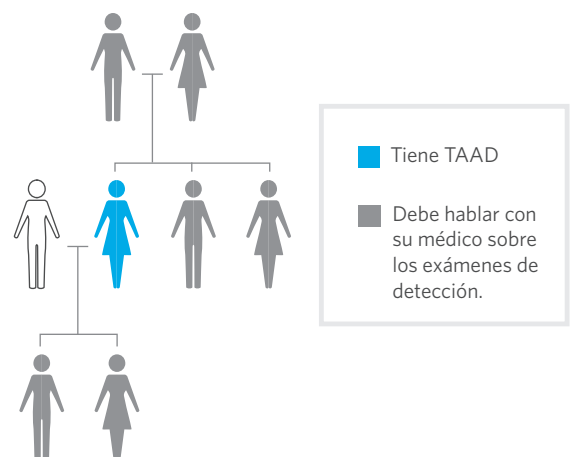 Tiene TAAD
Debe hablar con
su médico sobre
los exámenes de
detección.